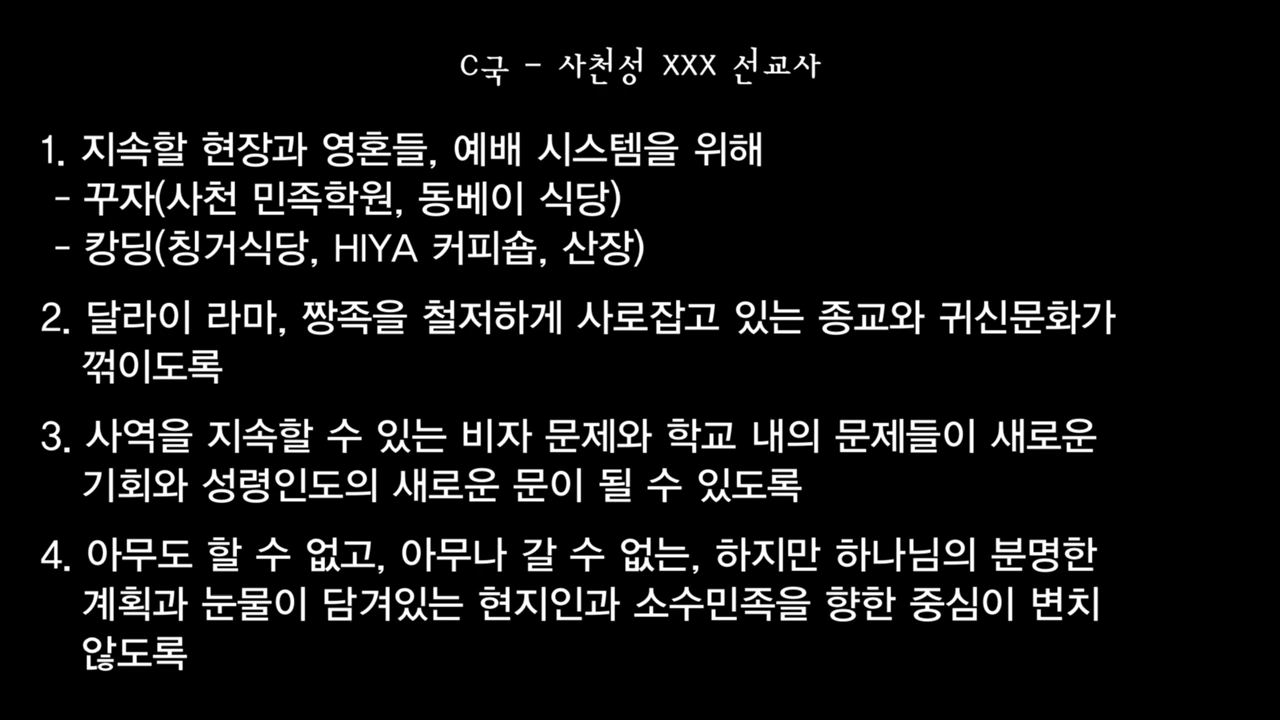 C국 - 사천성 XXX 선교사
1. 지속할 현장과 영혼들, 예배 시스템을 위해
- 꾸자(사천 민족학원, 동베이 식당)
- 캉딩(칭거식당, HIYA 커피숍, 산장)
2. 달라이 라마, 짱족을 철저하게 사로잡고 있는 종교와 귀신문화가
꺾이도록
3. 사역을 지속할 수 있는 비자 문제와 학교 내의 문제들이 새로운
기회와 성령인도의 새로운 문이 될 수 있도록
4. 아무도 할 수 없고, 아무나 갈 수 없는, 하지만 하나님의 분명한
계획과 눈물이 담겨있는 현지인과 소수민족을 향한 중심이 변치
않도록